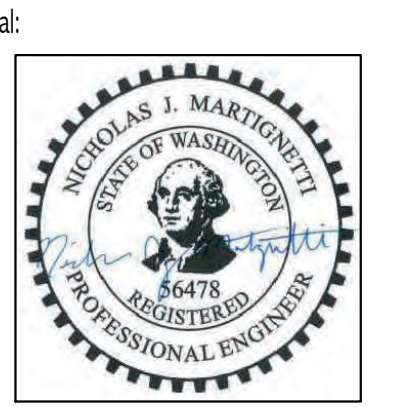 al:
NICHOLAS J. MARTIGNETTI
STATE OF WASHINGTON
56478
REGISTERED
PROFESSIONAL ENGINEER